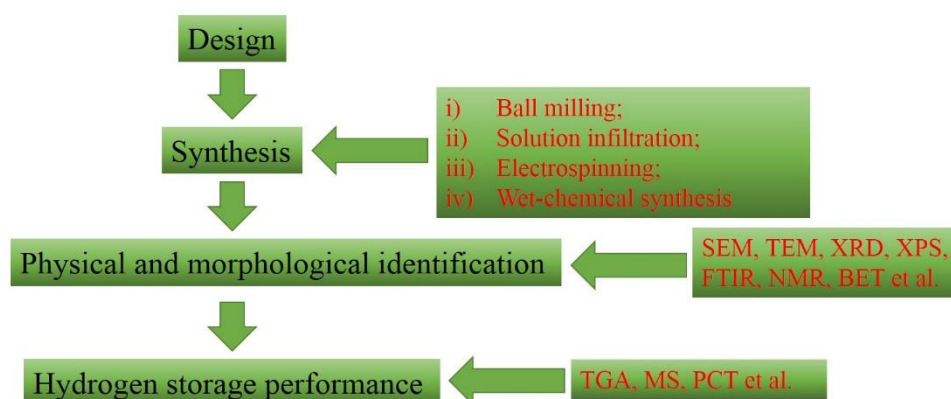 Design
Synthesis
i) Ball milling;
ii) Solution infiltration;
iii) Electrospinning;
iv) Wet-chemical synthesis
Physical and morphological identification
SEM, TEM, XRD, XPS,
FTIR, NMR, BET et al.
Hydrogen storage performance
TGA, MS, PCT et al.